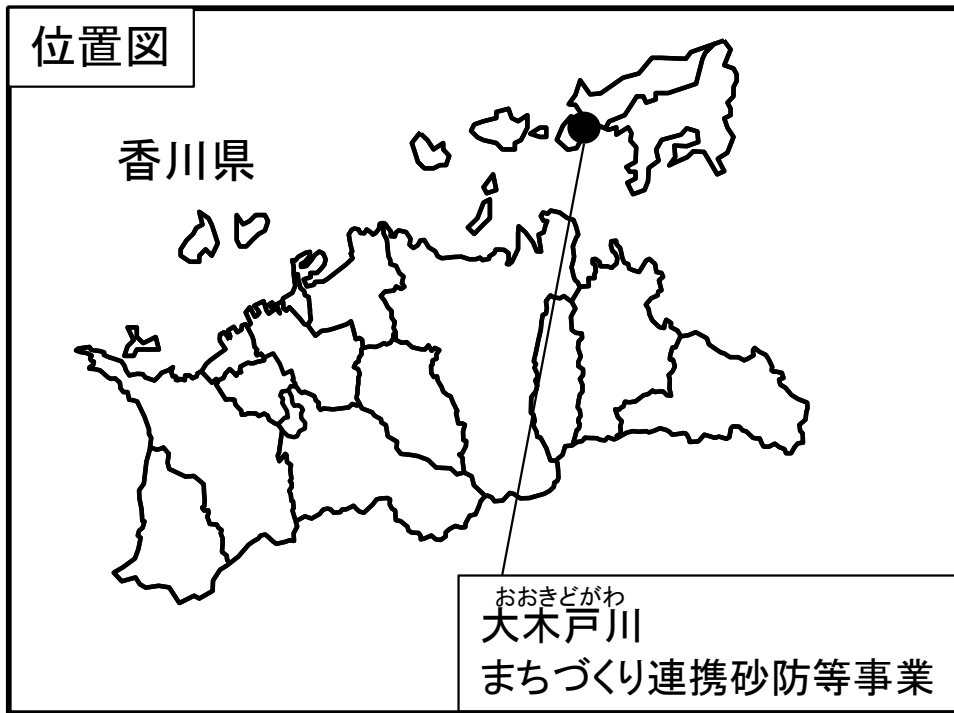 位置図
香川県
おおきどがわ
大木戸川
まちづくり連携砂防等事業